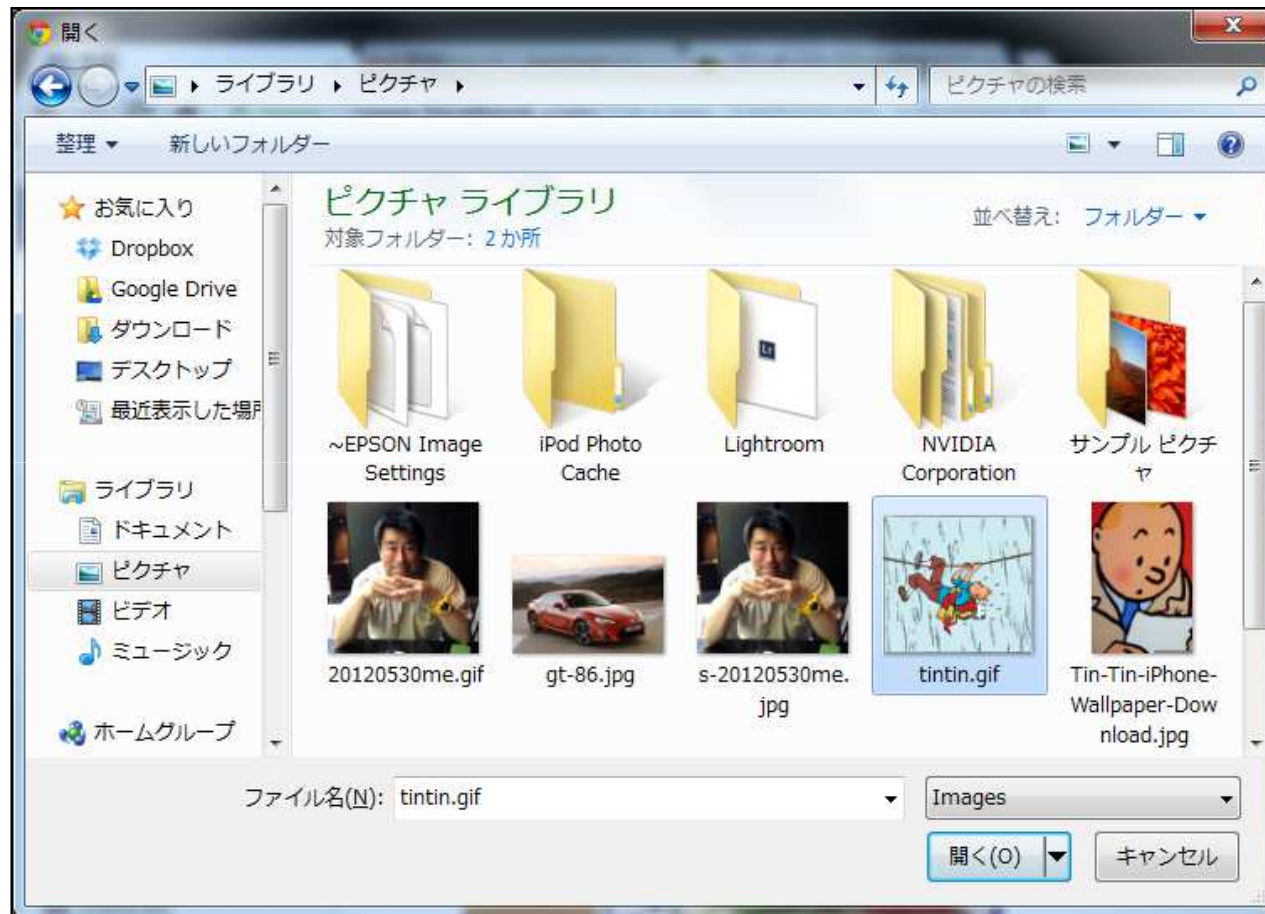 開く
ライブラリ ピクチャ
ピクチャの検索
整理
新しいフォルダー
お気に入り
Dropbox
Google Drive
ダウンロード
デスクトップ
最近表示した場所
ライブラリ
ドキュメント
ピクチャ
ビデオ
ミュージック
ホームグループ
ピクチャ ライブラリ
対象フォルダー: 2 か所
並べ替え: フォルダー
~EPSON Image
Settings
iPod Photo
Cache
Lr
Lightroom
NVIDIA
Corporation
サンプル ピクチ
ャ
20120530me.gif
gt-86.jpg
s-20120530me.
jpg
tintin.gif
Tin-Tin-iPhone-
Wallpaper-Dow
nload.jpg
ファイル名(N): tintin.gif
Images
開く(O)
キャンセル